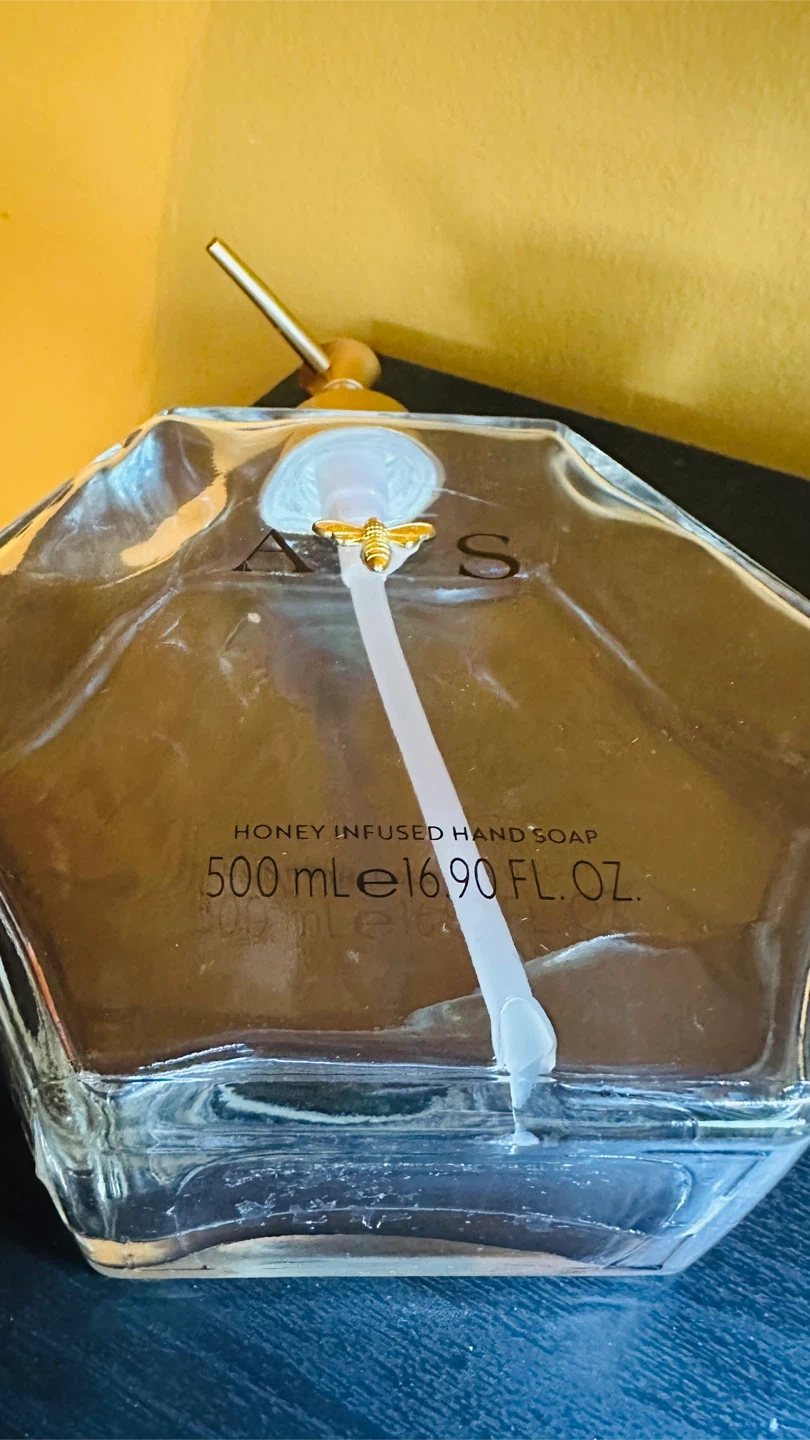 A S
HONEY INFUSED HAND SOAP
500 mL e 16.90 FL. OZ.